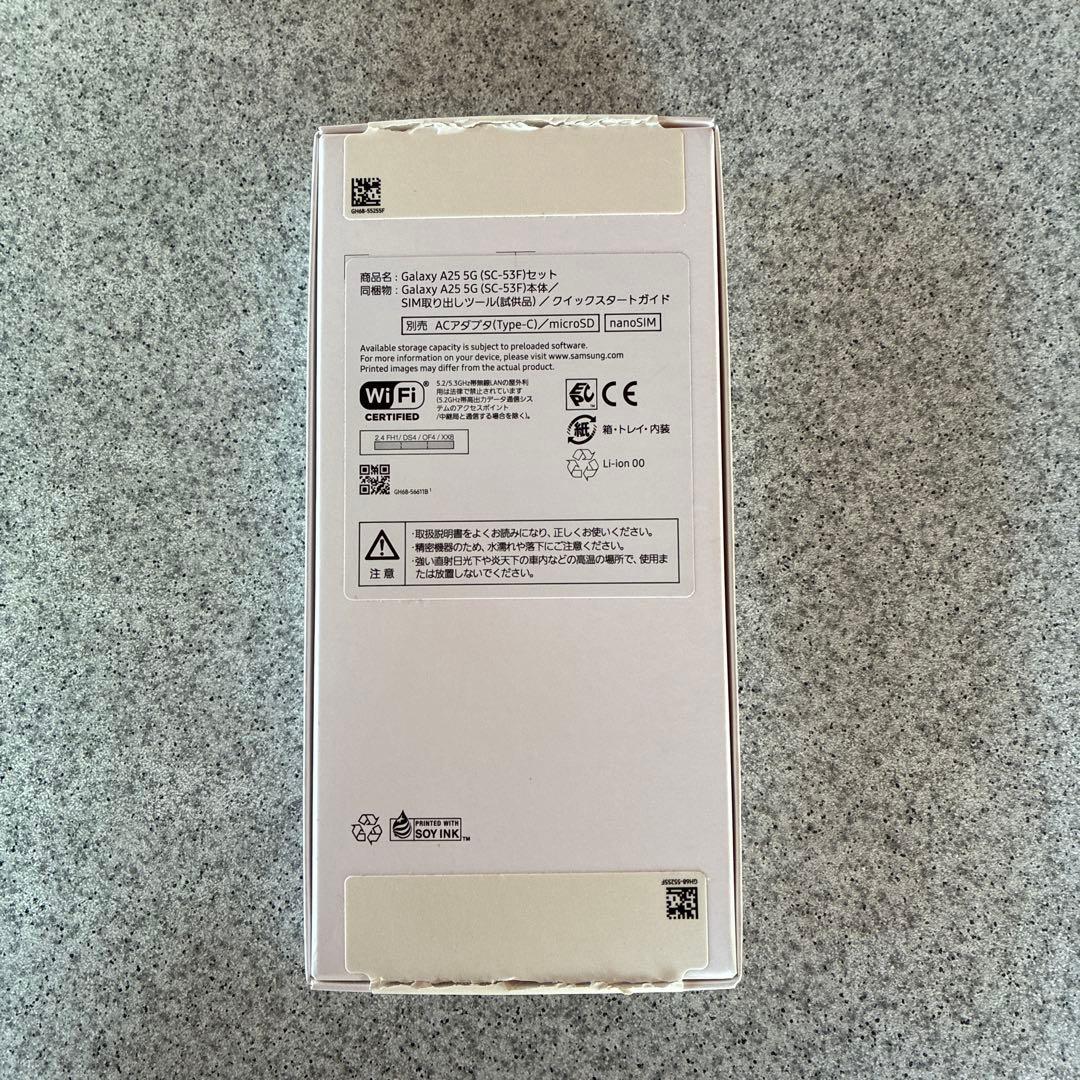 GH68-55255F
商品名 : Galaxy A25 5G (SC-53F)セット
同梱物 : Galaxy A25 5G (SC-53F)本体／
SIM取り出しツール(試供品) ／ クイックスタートガイド
別売 ACアダプタ(Type-C)／microSD nanoSIM
Available storage capacity is subject to preloaded software.
For more information on your device, please visit www.samsung.com
Printed images may differ from the actual product.
Wi Fi ®
CERTIFIED
5.2/5.3GHz帯無線LANの屋外利
用は法律で禁止されています
(5.2GHz帯高出力データ通信シス
テムのアクセスポイント
/中継局と通信する場合を除く)。
CE
2.4 FH1/ DS4 / OF4 / XX8
紙 箱・トレイ・内装
Li-ion 00
GH68-56611B 1
注 意
・取扱説明書をよくお読みになり、正しくお使いください。
・精密機器のため、水濡れや落下にご注意ください。
・強い直射日光下や炎天下の車内などの高温の場所で、使用ま
たは放置しないでください。
PRINTED WITH
SOY INK TM
GH68-55255F